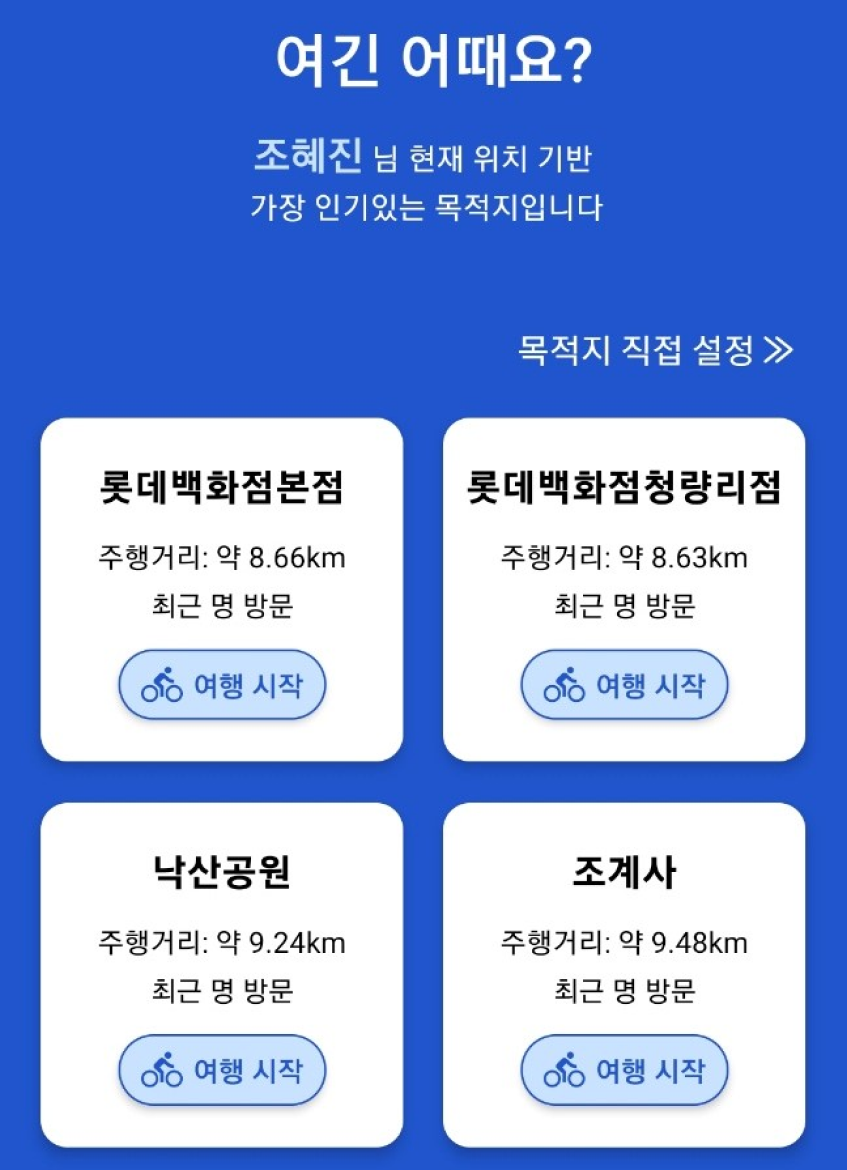 여긴 어때요?
조혜진 님 현재 위치 기반
가장 인기있는 목적지입니다
목적지 직접 설정 ≫
롯데백화점본점
주행거리: 약 8.66km
최근 명 방문
여행 시작
롯데백화점청량리점
주행거리: 약 8.63km
최근 명 방문
여행 시작
낙산공원
주행거리: 약 9.24km
최근 명 방문
여행 시작
조계사
주행거리: 약 9.48km
최근 명 방문
여행 시작